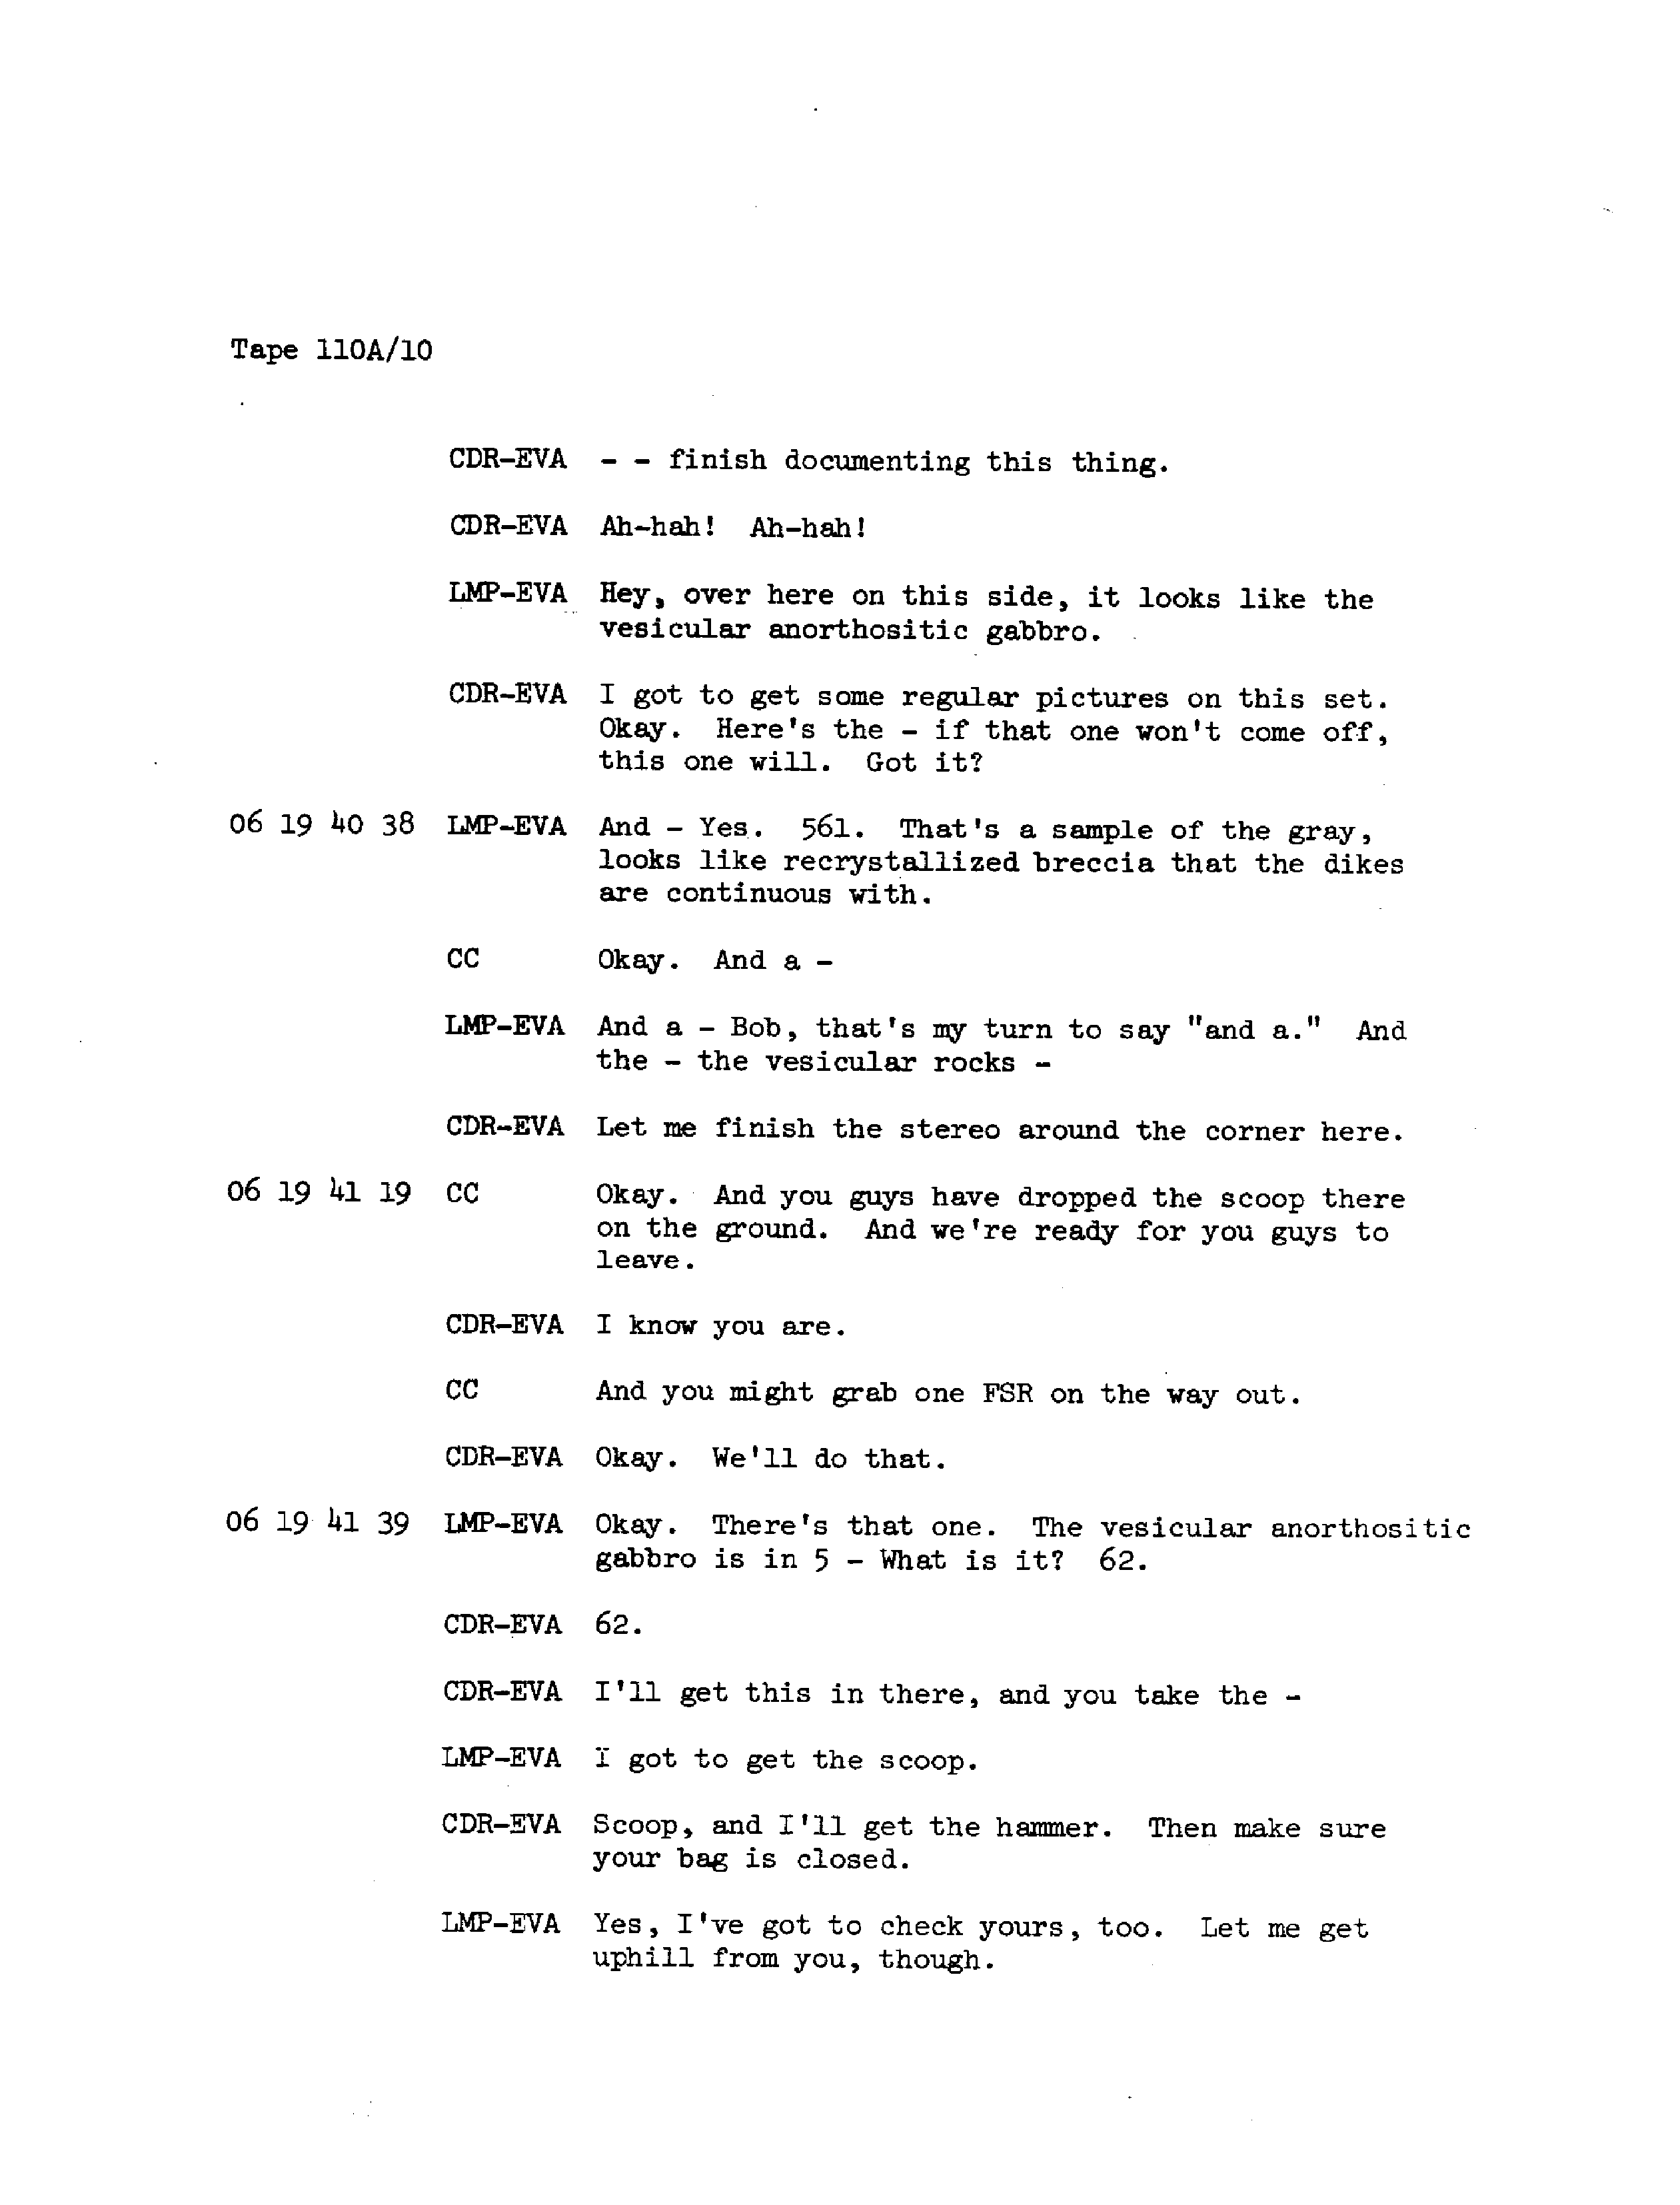 Tape 110A/10
CDR-EVA - - finish documenting this thing.
CDR-EVA Ah-hah! Ah-hah!
LMP-EVA Hey, over here on this side, it looks like the
vesicular anorthositic gabbro.
CDR-EVA I got to get some regular pictures on this set.
Okay. Here's the - if that one won't come off,
this one will. Got it?
06 19 40 38 LMP-EVA And - Yes. 561. That's a sample of the gray,
looks like recrystallized breccia that the dikes
are continuous with.
CC Okay. And a -
LMP-EVA And a - Bob, that's my turn to say "and a." And
the - the vesicular rocks -
CDR-EVA Let me finish the stereo around the corner here.
06 19 41 19 CC Okay. And you guys have dropped the scoop there
on the ground. And we're ready for you guys to
leave.
CDR-EVA I know you are.
CC And you might grab one FSR on the way out.
CDR-EVA Okay. We'll do that.
06 19 41 39 LMP-EVA Okay. There's that one. The vesicular anorthositic
gabbro is in 5 - What is it? 62.
CDR-EVA 62.
CDR-EVA I'll get this in there, and you take the -
LMP-EVA I got to get the scoop.
CDR-EVA Scoop, and I'll get the hammer. Then make sure
your bag is closed.
LMP-EVA Yes, I've got to check yours, too. Let me get
uphill from you, though.